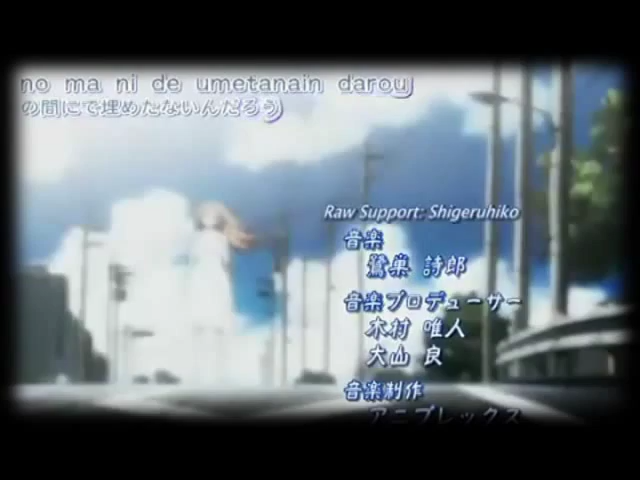 no ma ni de umetanain darou
の間にで埋めたないんだろう
Raw Support: Shigeruhiko
音楽
鷺巣 詩郎
音楽プロデューサー
木村 唯人
大山 良
音楽制作
アニプレックス